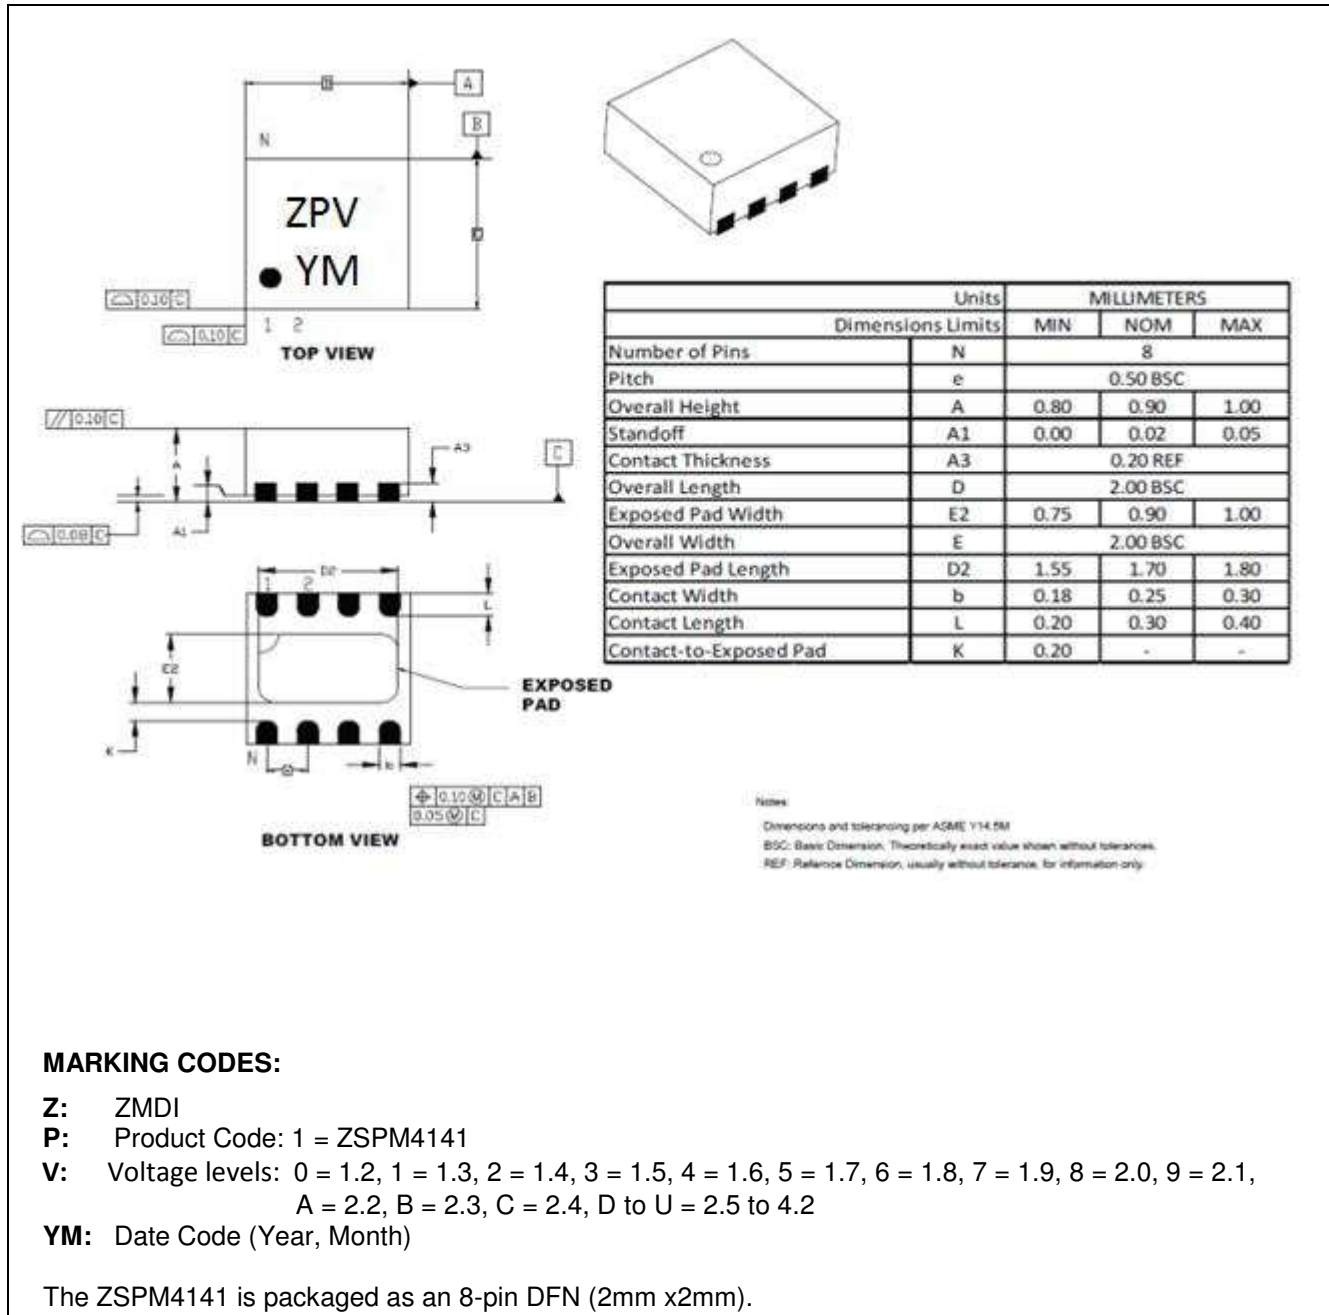 A
B
N
ZPV
YM
D
0.10 C
0.10 C
1 2
TOP VIEW
Units MILLIMETERS
Dimensions Limits MIN NOM MAX
Number of Pins N 8
Pitch e 0.50 BSC
Overall Height A 0.80 0.90 1.00
Standoff A1 0.00 0.02 0.05
Contact Thickness A3 0.20 REF
Overall Length D 2.00 BSC
Exposed Pad Width E2 0.75 0.90 1.00
Overall Width E 2.00 BSC
Exposed Pad Length D2 1.55 1.70 1.80
Contact Width b 0.18 0.25 0.30
Contact Length L 0.20 0.30 0.40
Contact-to-Exposed Pad K 0.20 - -
// 0.10 C
A3
C
A
A1
0.08 C
D2
1 2
L
E2
EXPOSED
PAD
K
N
e
b
0.10 Ⓜ C A B
0.05 Ⓜ C
BOTTOM VIEW
Notes:
Dimensions and tolerancing per ASME Y14.5M
BSC: Basic Dimension. Theoretically exact value shown without tolerances.
REF: Reference Dimension, usually without tolerance, for information only.
MARKING CODES:
Z: ZMDI
P: Product Code: 1 = ZSPM4141
V: Voltage levels: 0 = 1.2, 1 = 1.3, 2 = 1.4, 3 = 1.5, 4 = 1.6, 5 = 1.7, 6 = 1.8, 7 = 1.9, 8 = 2.0, 9 = 2.1,
A = 2.2, B = 2.3, C = 2.4, D to U = 2.5 to 4.2
YM: Date Code (Year, Month)
The ZSPM4141 is packaged as an 8-pin DFN (2mm x2mm).